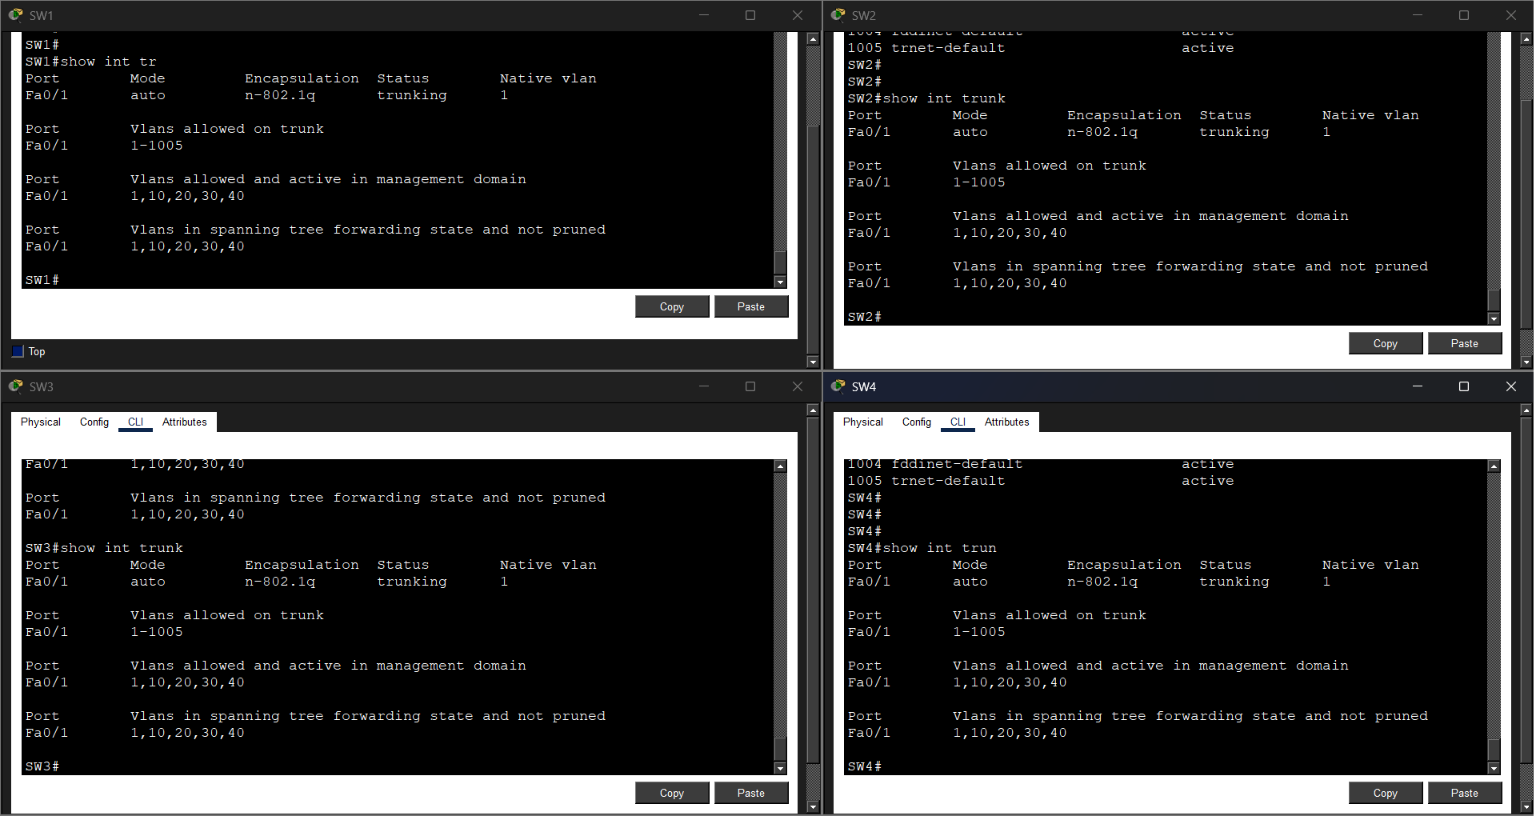 SW1
SW1#
SW1#show int tr
Port Mode Encapsulation Status Native vlan
Fa0/1 auto n-802.1q trunking 1
Port Vlans allowed on trunk
Fa0/1 1-1005
Port Vlans allowed and active in management domain
Fa0/1 1,10,20,30,40
Port Vlans in spanning tree forwarding state and not pruned
Fa0/1 1,10,20,30,40
SW1#
Copy Paste
Top
SW2
1004 fddinet-default active
1005 trnet-default active
SW2#
SW2#
SW2#show int trunk
Port Mode Encapsulation Status Native vlan
Fa0/1 auto n-802.1q trunking 1
Port Vlans allowed on trunk
Fa0/1 1-1005
Port Vlans allowed and active in management domain
Fa0/1 1,10,20,30,40
Port Vlans in spanning tree forwarding state and not pruned
Fa0/1 1,10,20,30,40
SW2#
Copy Paste
SW3
Physical Config CLI Attributes
Fa0/1 1,10,20,30,40
Port Vlans in spanning tree forwarding state and not pruned
Fa0/1 1,10,20,30,40
SW3#show int trunk
Port Mode Encapsulation Status Native vlan
Fa0/1 auto n-802.1q trunking 1
Port Vlans allowed on trunk
Fa0/1 1-1005
Port Vlans allowed and active in management domain
Fa0/1 1,10,20,30,40
Port Vlans in spanning tree forwarding state and not pruned
Fa0/1 1,10,20,30,40
SW3#
Copy Paste
SW4
Physical Config CLI Attributes
1004 fddinet-default active
1005 trnet-default active
SW4#
SW4#
SW4#
SW4#show int trun
Port Mode Encapsulation Status Native vlan
Fa0/1 auto n-802.1q trunking 1
Port Vlans allowed on trunk
Fa0/1 1-1005
Port Vlans allowed and active in management domain
Fa0/1 1,10,20,30,40
Port Vlans in spanning tree forwarding state and not pruned
Fa0/1 1,10,20,30,40
SW4#
Copy Paste